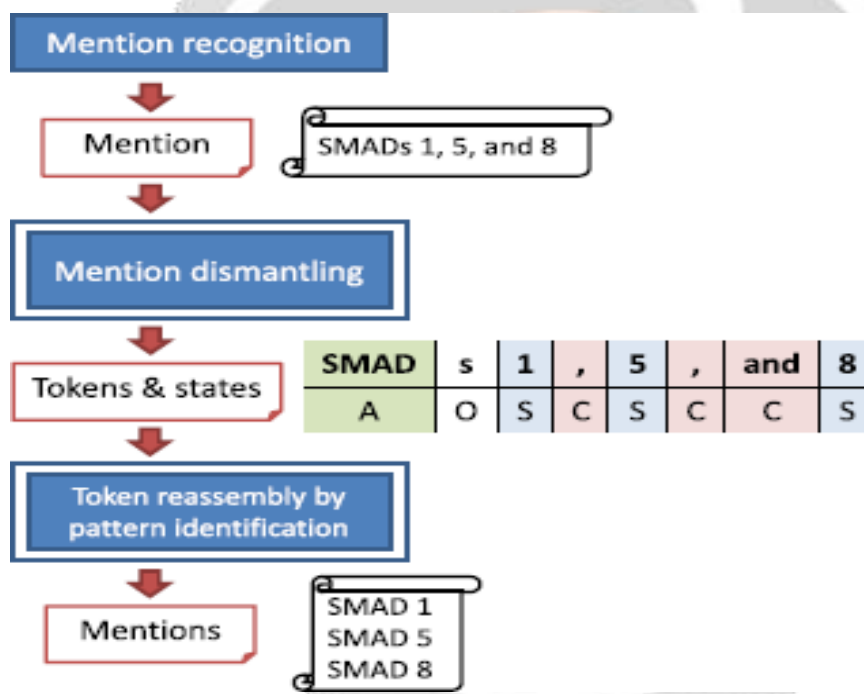 Mention recognition
Mention
SMADs 1, 5, and 8
Mention dismantling
Tokens & states
SMAD s 1 , 5 , and 8
A O S C S C C S
Token reassembly by
pattern identification
Mentions
SMAD 1
SMAD 5
SMAD 8